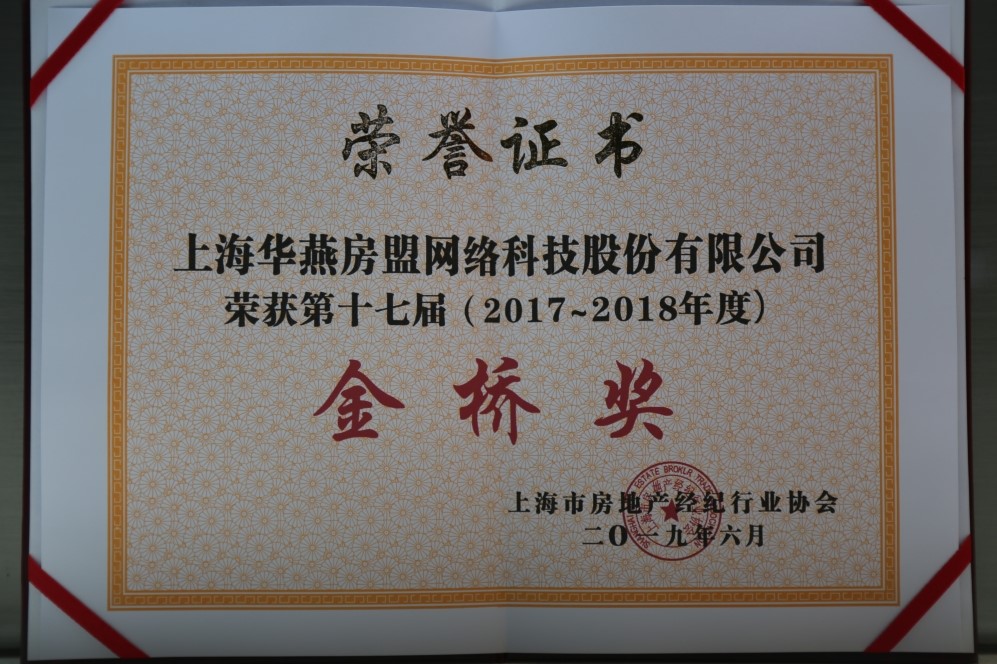 荣誉证书
上海华燕房盟网络科技股份有限公司
荣获第十七届（2017~2018年度）
金桥奖
上海市房地产经纪行业协会
二〇一九年六月